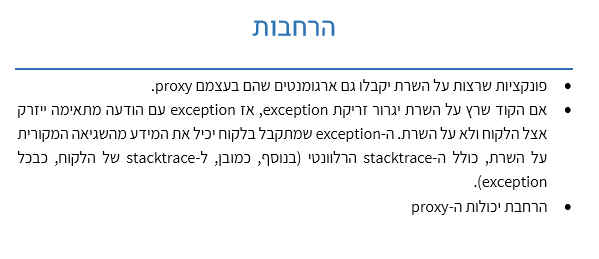 הרחבות
• פונקציות שרצות על השרת יקבלו גם ארגומנטים שהם בעצמם proxy.
• אם הקוד שרץ על השרת יגרור זריקת exception, אז exception עם הודעה מתאימה ייזרק
אצל הלקוח ולא על השרת. ה-exception שמתקבל בלקוח יכיל את המידע מהשגיאה המקורית
על השרת, כולל ה-stacktrace הרלוונטי (בנוסף, כמובן, ל-stacktrace של הלקוח, כבכל
exception).
• הרחבת יכולות ה-proxy